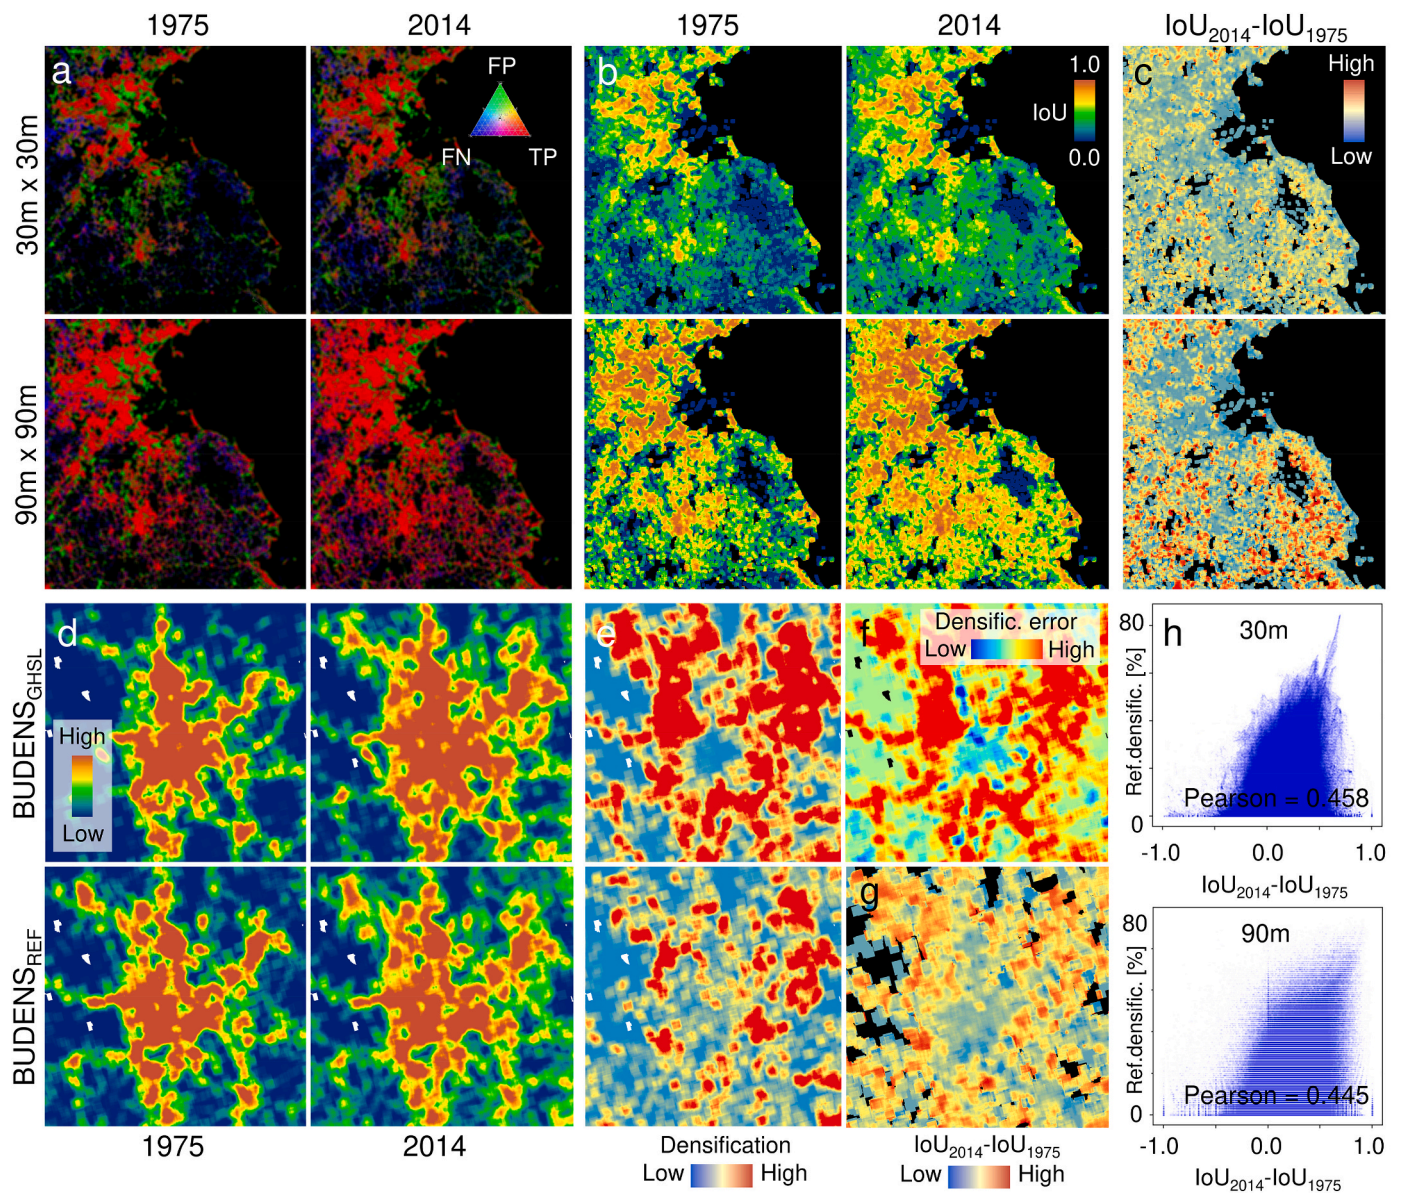 1975
2014
1975
2014
IoU2014-IoU1975
30m x 30m
a
FP
FN
TP
b
1.0
IoU
0.0
c
High
Low
90m x 90m
BUDENSGHSL
d
High
Low
e
f
Densific. error
Low
High
h
30m
80
Ref.densific. [%]
Pearson = 0.458
0
-1.0
0.0
1.0
IoU2014-IoU1975
BUDENSREF
g
90m
80
Ref.densific. [%]
Pearson = 0.445
0
-1.0
0.0
1.0
IoU2014-IoU1975
1975
2014
Densification
Low
High
IoU2014-IoU1975
Low
High